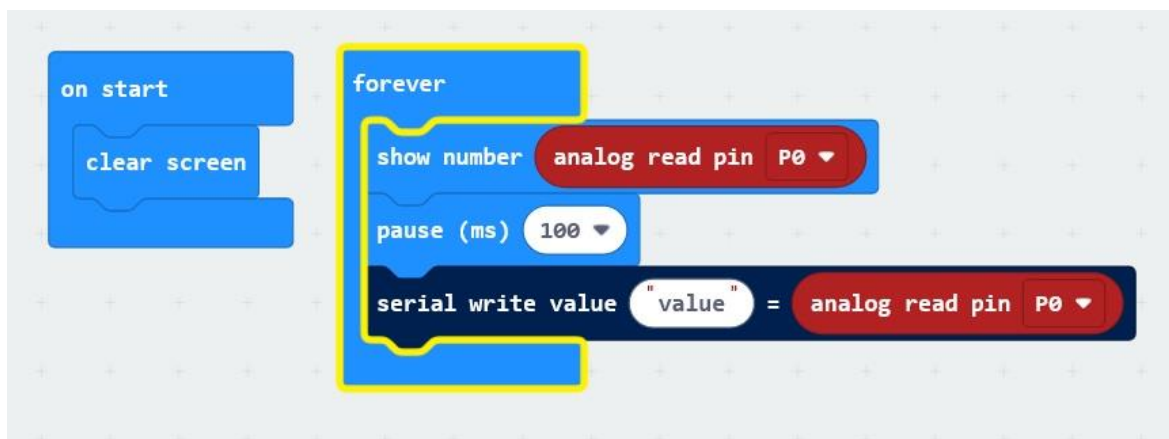 on start
clear screen
forever
show number analog read pin P0
pause (ms) 100
serial write value "value" = analog read pin P0